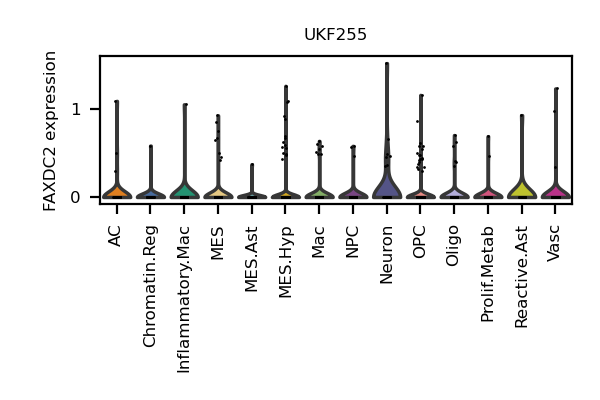 UKF255
FAXDC2 expression
1
0
AC
Chromatin.Reg
Inflammatory.Mac
MES
MES.Ast
MES.Hyp
Mac
NPC
Neuron
OPC
Oligo
Prolif.Metab
Reactive.Ast
Vasc